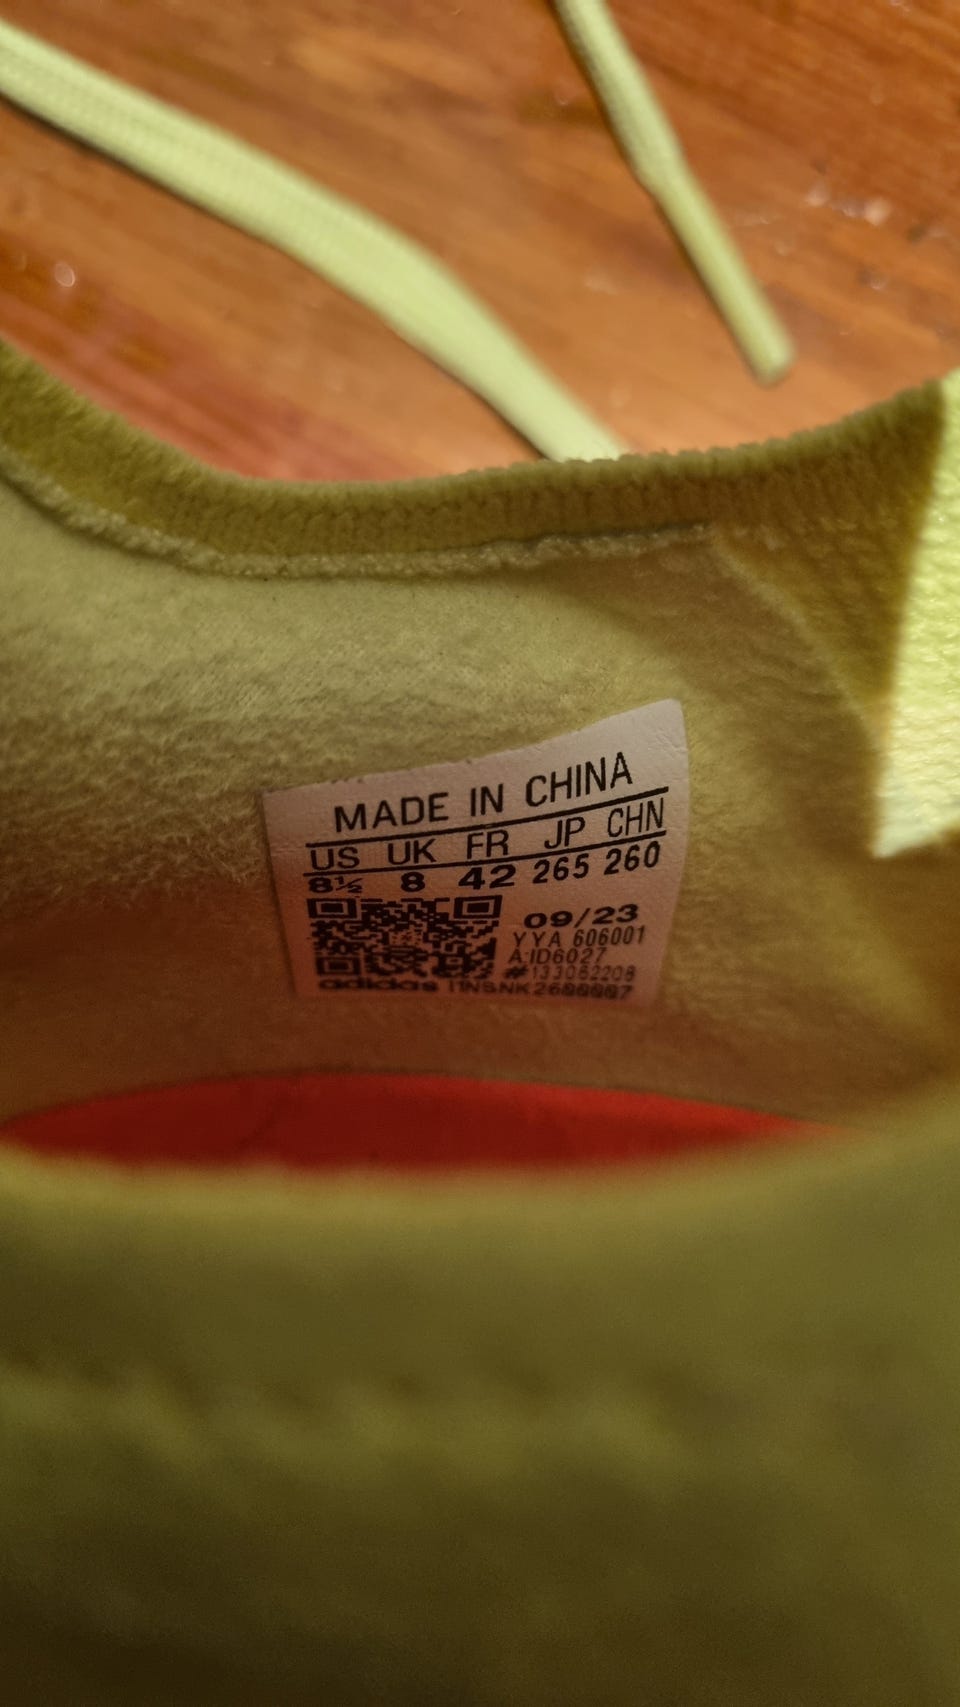 MADE IN CHINA
US UK FR JP CHN
8½ 8 42 265 260
09/23
YYA 606001
A:ID6027
#133062208
adidas